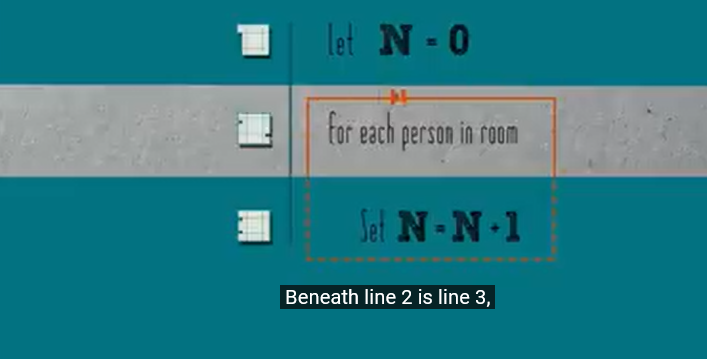 let N = 0
for each person in room
Set N = N + 1
Beneath line 2 is line 3,